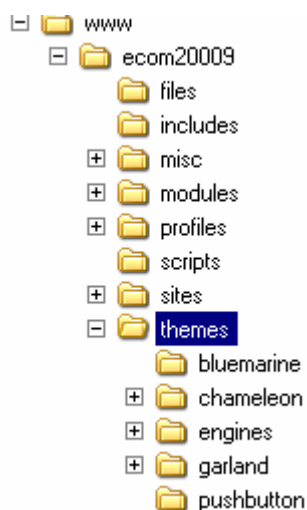 www
ecom20009
files
includes
misc
modules
profiles
scripts
sites
themes
bluemarine
chameleon
engines
garland
pushbutton